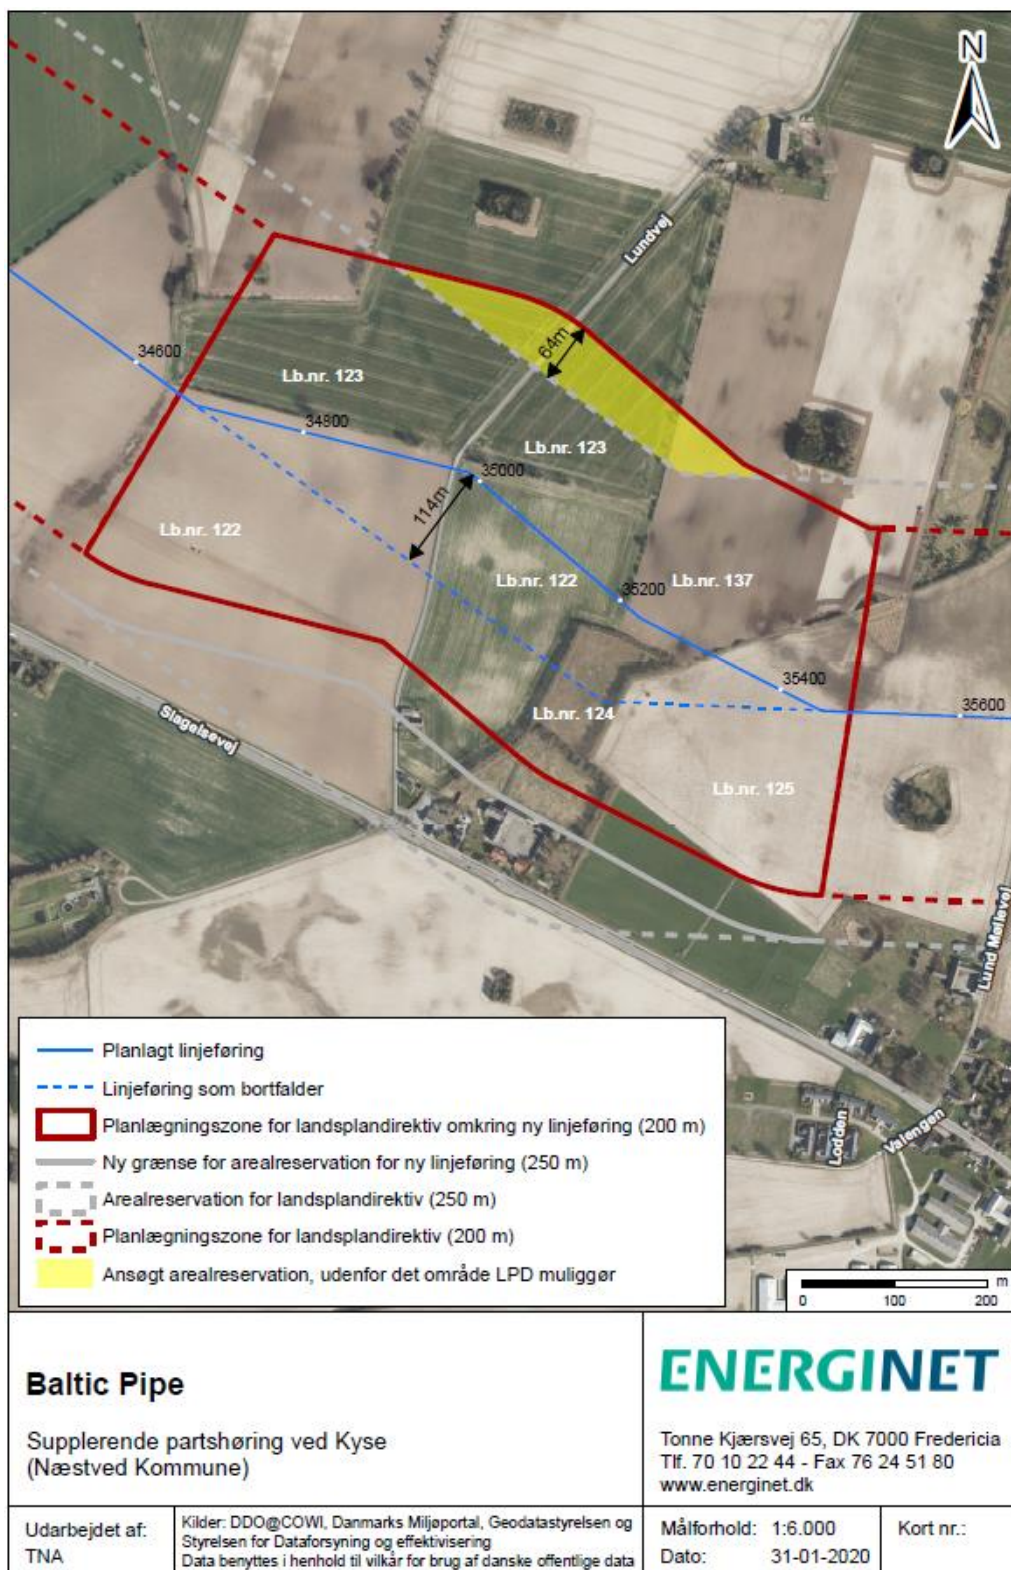 N
Lundvej
64m
34600
Lb.nr. 123
34800
Lb.nr. 123
35000
114m
Lb.nr. 122
Lb.nr. 122
35200
Lb.nr. 137
35400
35600
Lb.nr. 124
Slagelsevej
Lb.nr. 125
Lund Møllevej
Lodden
Valengen
Planlagt linjeføring
Linjeføring som bortfalder
Planlægningszone for landsplandirektiv omkring ny linjeføring (200 m)
Ny grænse for arealreservation for ny linjeføring (250 m)
Arealreservation for landsplandirektiv (250 m)
Planlægningszone for landsplandirektiv (200 m)
Ansøgt arealreservation, udenfor det område LPD muliggør
m
0 100 200
Baltic Pipe
Supplerende partshøring ved Kyse
(Næstved Kommune)
ENERGINET
Tonne Kjærsvej 65, DK 7000 Fredericia
Tlf. 70 10 22 44 - Fax 76 24 51 80
www.energinet.dk
Udarbejdet af:
TNA
Kilder: DDO@COWI, Danmarks Miljøportal, Geodatastyrelsen og
Styrelsen for Dataforsyning og effektivisering
Data benyttes i henhold til vilkår for brug af danske offentlige data
Målforhold: 1:6.000
Dato: 31-01-2020
Kort nr.: